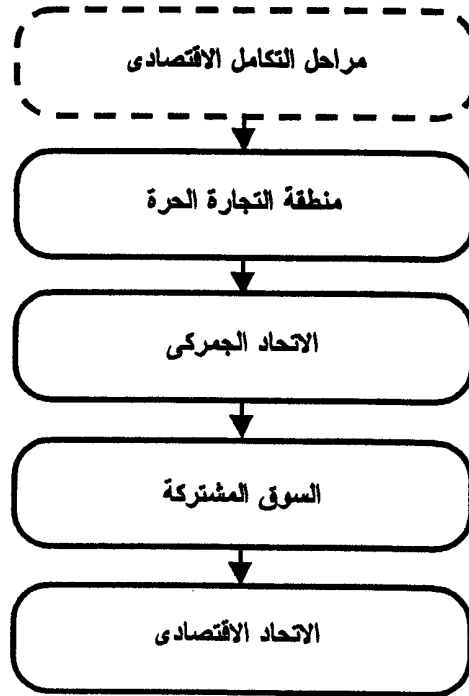 مراحل التكامل الاقتصادى
منطقة التجارة الحرة
الاتحاد الجمركى
السوق المشتركة
الاتحاد الاقتصادى